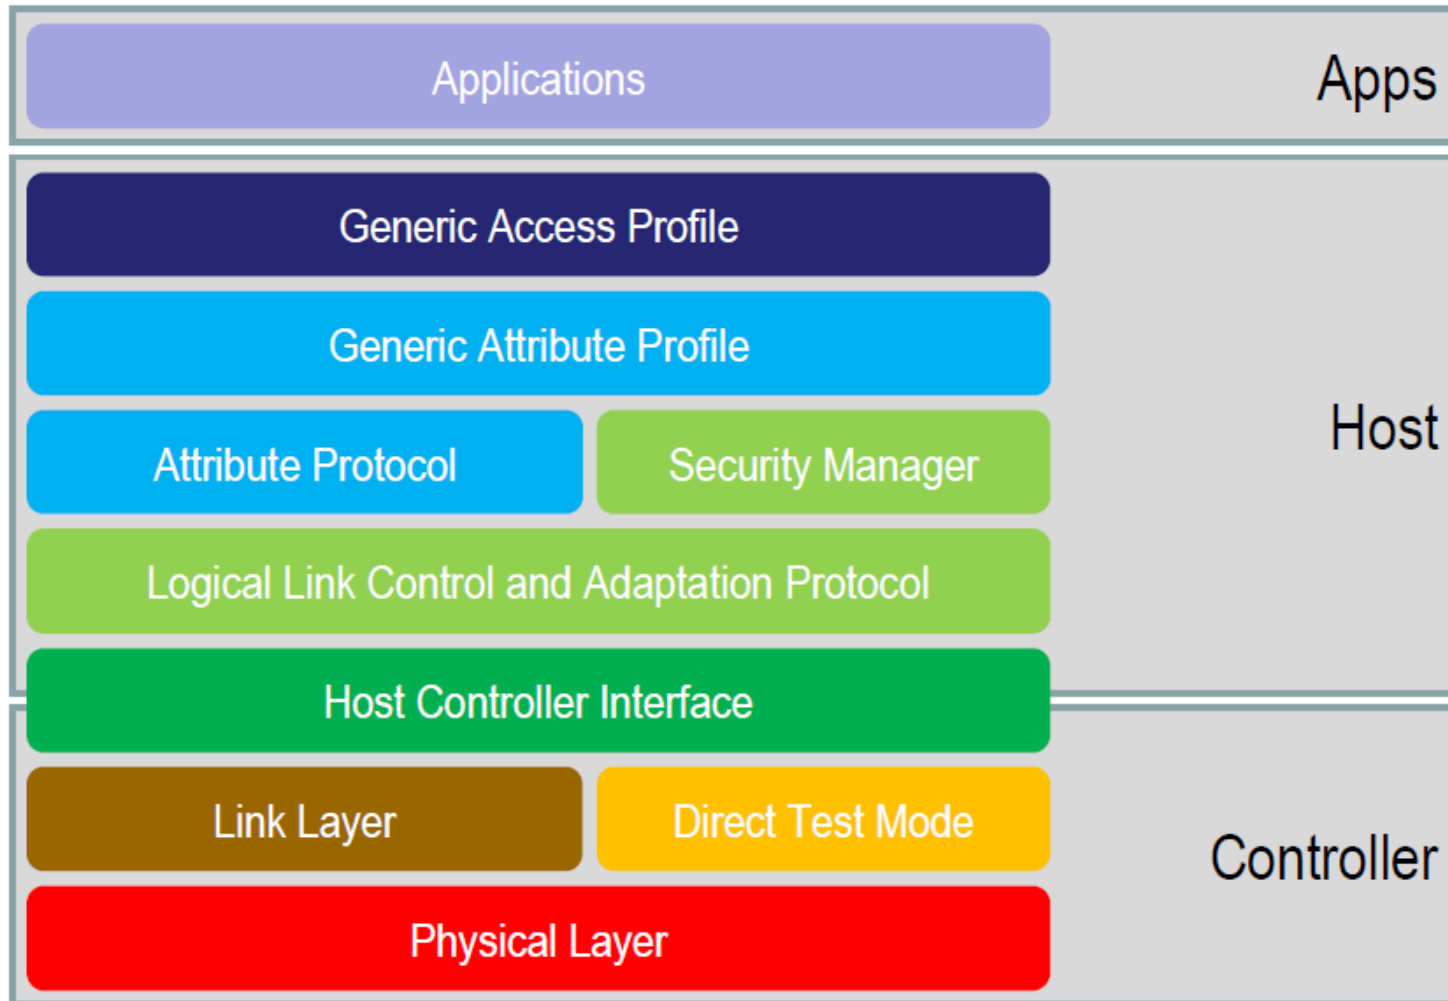 Applications
Apps
Generic Access Profile
Generic Attribute Profile
Attribute Protocol
Security Manager
Host
Logical Link Control and Adaptation Protocol
Host Controller Interface
Link Layer
Direct Test Mode
Controller
Physical Layer